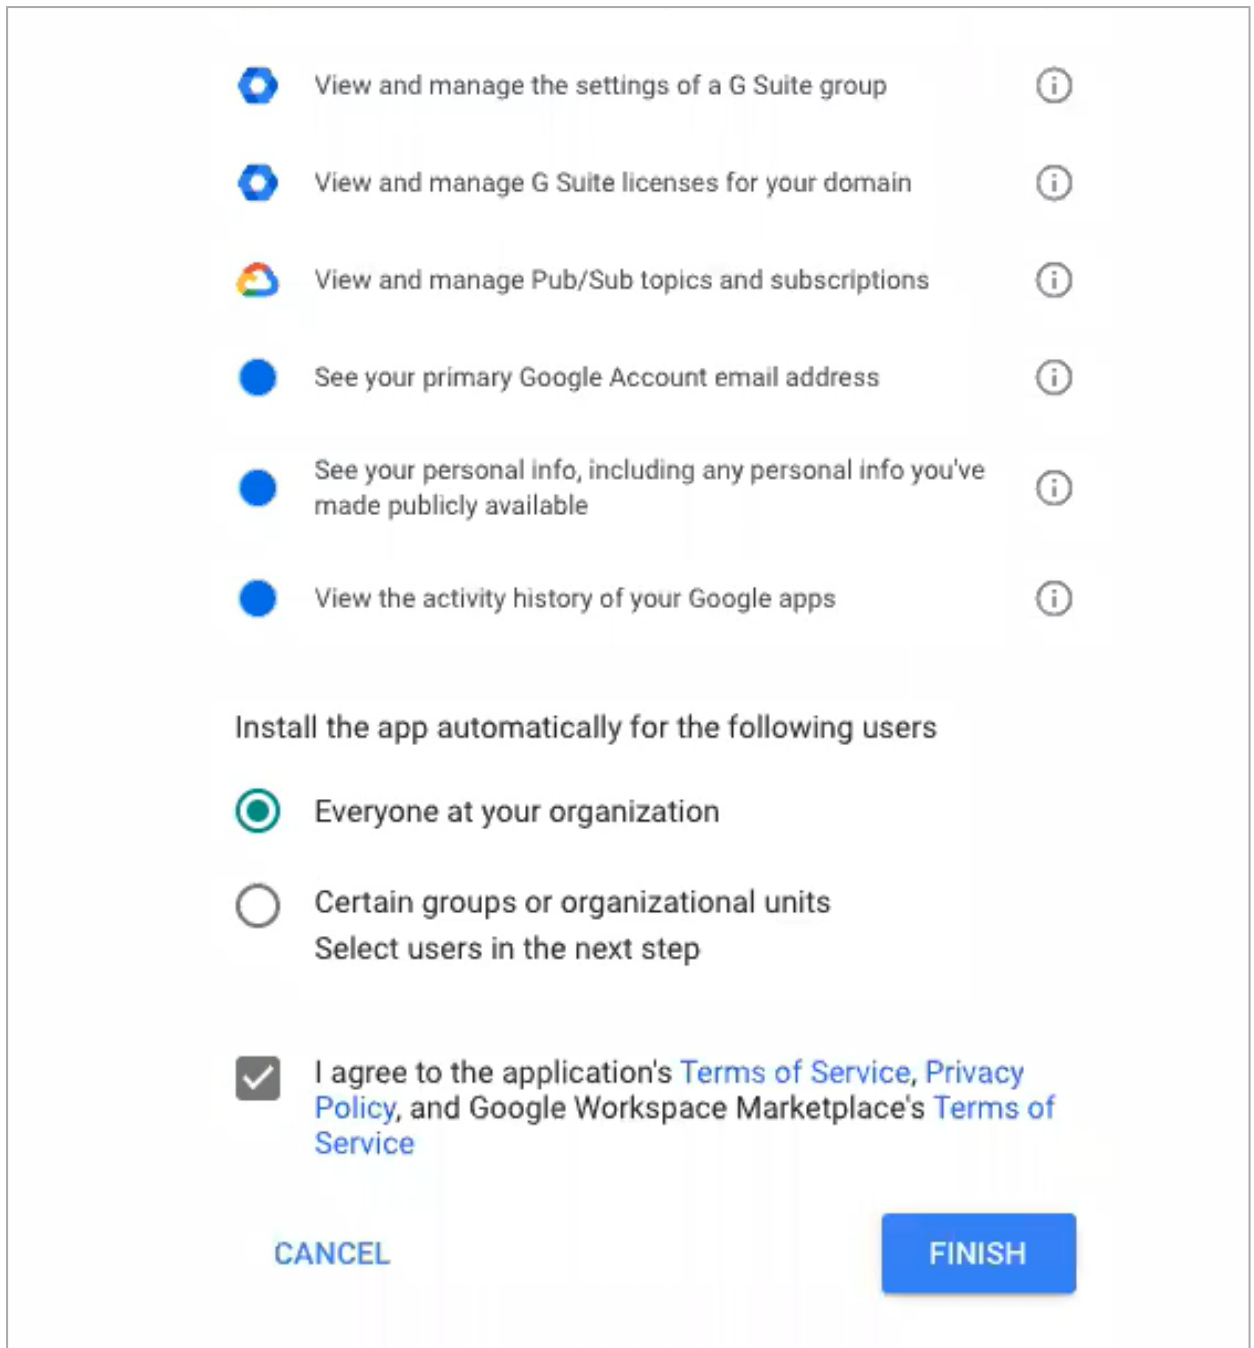 View and manage the settings of a G Suite group
View and manage G Suite licenses for your domain
View and manage Pub/Sub topics and subscriptions
See your primary Google Account email address
See your personal info, including any personal info you've
made publicly available
View the activity history of your Google apps
Install the app automatically for the following users
Everyone at your organization
Certain groups or organizational units
Select users in the next step
I agree to the application's Terms of Service, Privacy
Policy, and Google Workspace Marketplace's Terms of
Service
CANCEL
FINISH